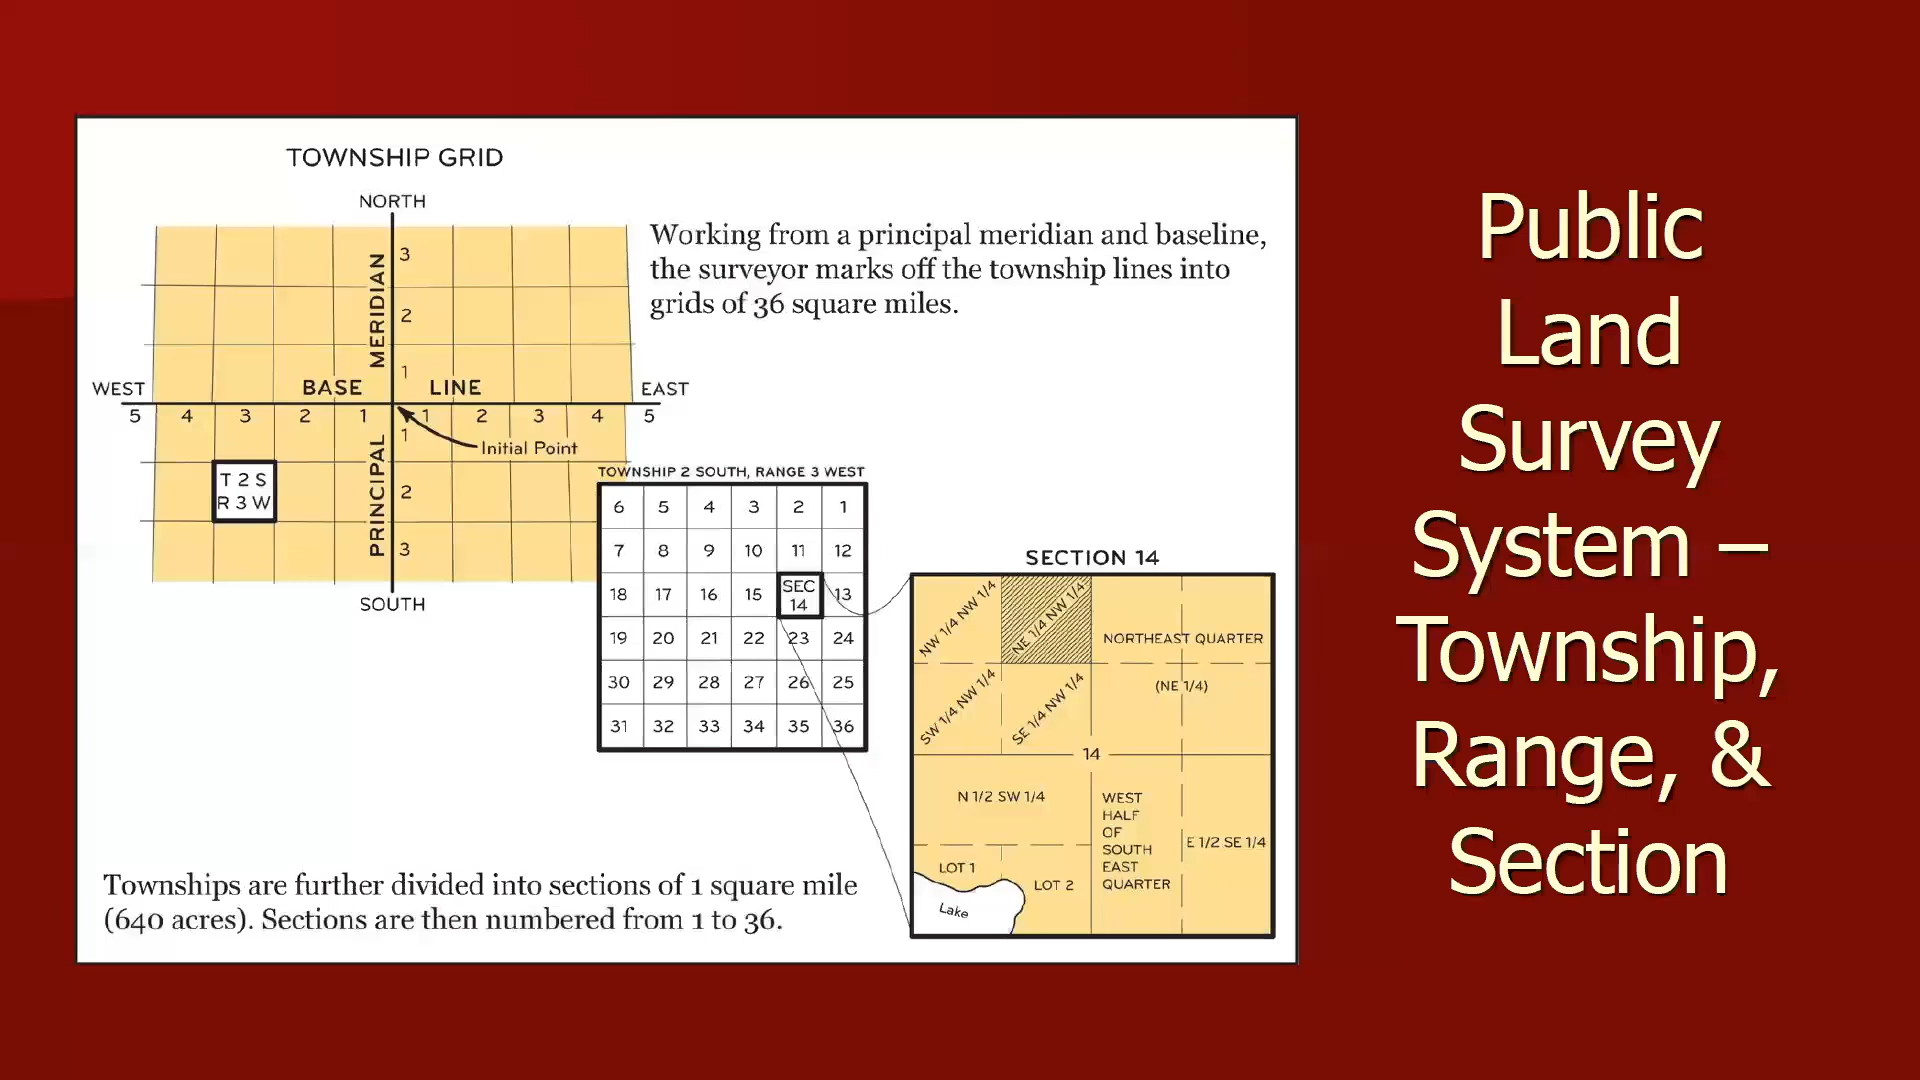 TOWNSHIP GRID
NORTH
MERIDIAN
3
2
1
WEST
BASE LINE
EAST
5 4 3 2 1 1 2 3 4 5
Initial Point
PRINCIPAL
1
2
3
T 2 S
R 3 W
SOUTH
Working from a principal meridian and baseline,
the surveyor marks off the township lines into
grids of 36 square miles.
TOWNSHIP 2 SOUTH, RANGE 3 WEST
6 5 4 3 2 1
7 8 9 10 11 12
18 17 16 15 SEC 14 13
19 20 21 22 23 24
30 29 28 27 26 25
31 32 33 34 35 36
SECTION 14
NW 1/4 NW 1/4
NE 1/4 NW 1/4
NORTHEAST QUARTER
(NE 1/4)
SW 1/4 NW 1/4
SE 1/4 NW 1/4
14
N 1/2 SW 1/4
WEST
HALF
OF
SOUTH
EAST
QUARTER
E 1/2 SE 1/4
LOT 1
LOT 2
Lake
Townships are further divided into sections of 1 square mile
(640 acres). Sections are then numbered from 1 to 36.
Public
Land
Survey
System –
Township,
Range, &
Section